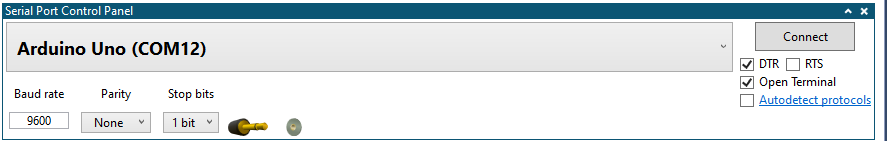 Serial Port Control Panel
Arduino Uno (COM12)
Connect
DTR RTS
Open Terminal
Autodetect protocols
Baud rate Parity Stop bits
9600 None 1 bit